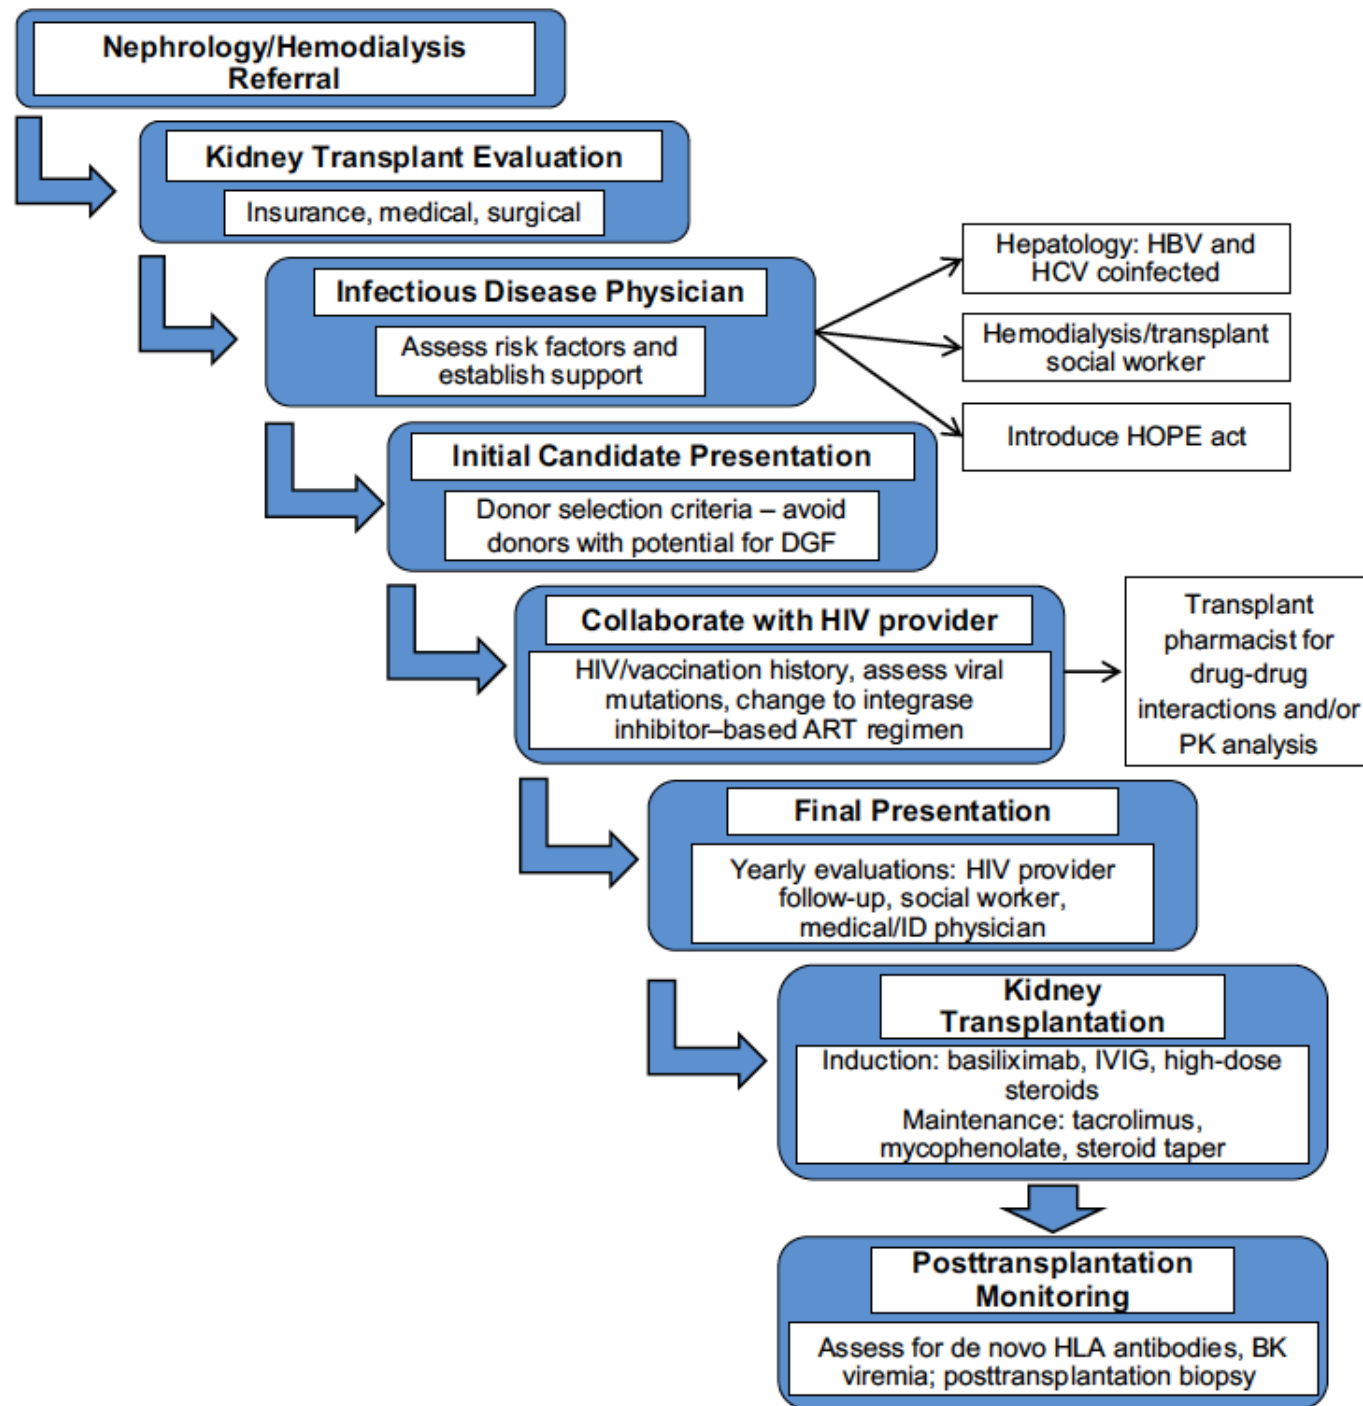 Nephrology/Hemodialysis
Referral
Kidney Transplant Evaluation
Insurance, medical, surgical
Infectious Disease Physician
Assess risk factors and
establish support
Hepatology: HBV and
HCV coinfected
Hemodialysis/transplant
social worker
Introduce HOPE act
Initial Candidate Presentation
Donor selection criteria – avoid
donors with potential for DGF
Collaborate with HIV provider
HIV/vaccination history, assess viral
mutations, change to integrase
inhibitor–based ART regimen
Transplant
pharmacist for
drug-drug
interactions and/or
PK analysis
Final Presentation
Yearly evaluations: HIV provider
follow-up, social worker,
medical/ID physician
Kidney
Transplantation
Induction: basiliximab, IVIG, high-dose
steroids
Maintenance: tacrolimus,
mycophenolate, steroid taper
Posttransplantation
Monitoring
Assess for de novo HLA antibodies, BK
viremia; posttransplantation biopsy